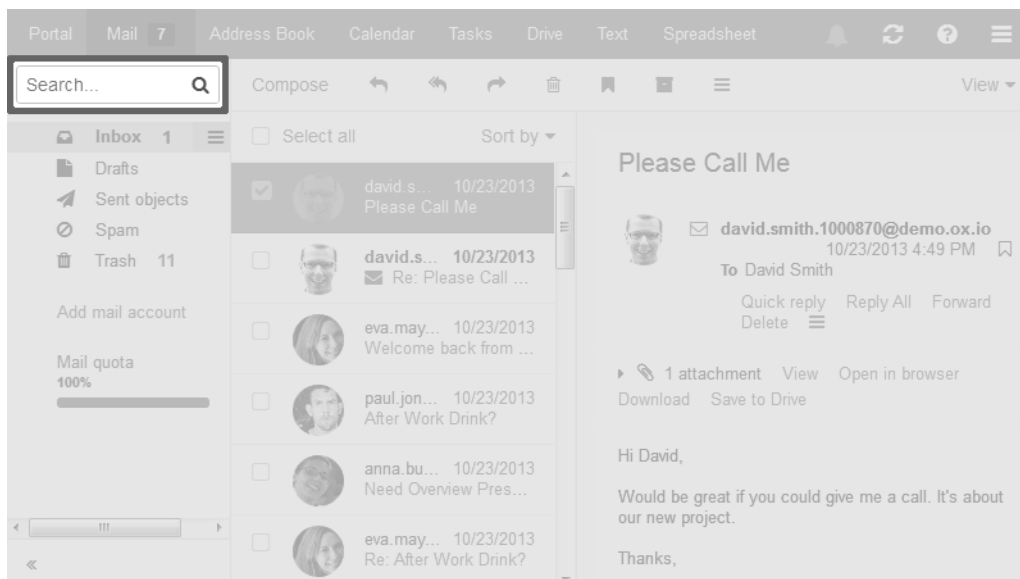 Portal Mail 7 Address Book Calendar Tasks Drive Text Spreadsheet
Search...
Compose View
Inbox 1
Drafts
Sent objects
Spam
Trash 11
Add mail account
Mail quota
100%
Select all Sort by
david.s... 10/23/2013
Please Call Me
david.s... 10/23/2013
Re: Please Call ...
eva.may... 10/23/2013
Welcome back from ...
paul.jon... 10/23/2013
After Work Drink?
anna.bu... 10/23/2013
Need Overview Pres...
eva.may... 10/23/2013
Re: After Work Drink?
Please Call Me
david.smith.1000870@demo.ox.io
10/23/2013 4:49 PM
To David Smith
Quick reply Reply All Forward
Delete
1 attachment View Open in browser
Download Save to Drive
Hi David,
Would be great if you could give me a call. It's about
our new project.
Thanks,